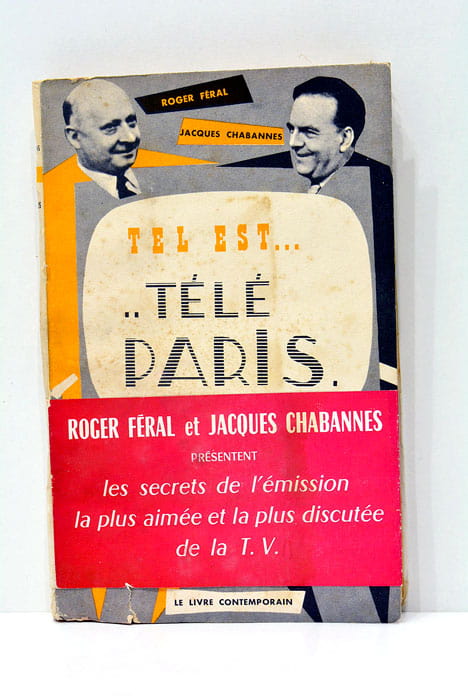 ROGER FÉRAL
JACQUES CHABANNES
TEL EST...
..TÉLÉ
PARIS.
ROGER FÉRAL et JACQUES CHABANNES
PRÉSENTENT
les secrets de l'émission
la plus aimée et la plus discutée
de la T. V.
LE LIVRE CONTEMPORAIN